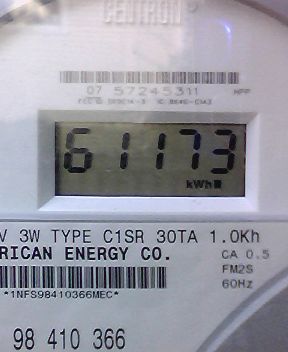 CENTRON
07 57245311
61173
kWh
V 3W TYPE C1SR 30TA 1.0Kh
RICAN ENERGY CO.
CA 0.5
FM2S
60Hz
*1NFS98410366MEC*
98 410 366